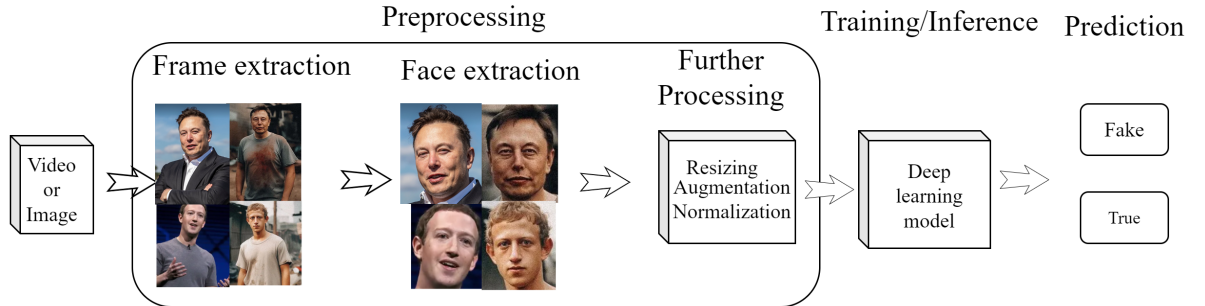 Preprocessing
Training/Inference
Prediction
Frame extraction
Face extraction
Further
Processing
Video
or
Image
Resizing
Augmentation
Normalization
Deep
learning
model
Fake
True